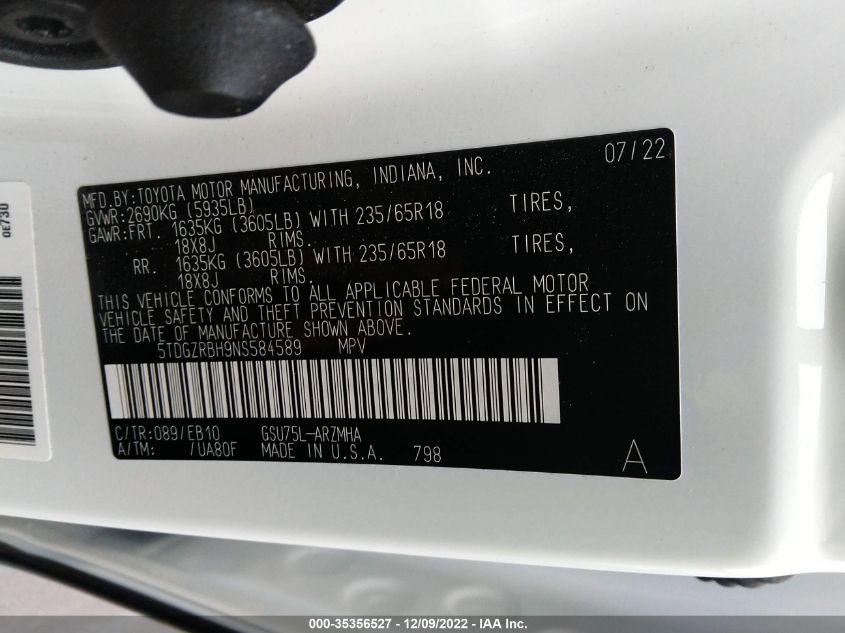 07/22
MFD.BY:TOYOTA MOTOR MANUFACTURING, INDIANA, INC.
GVWR:2690KG (5935LB)
GAWR:FRT. 1635KG (3605LB) WITH 235/65R18 TIRES,
18X8J RIMS.
RR. 1635KG (3605LB) WITH 235/65R18 TIRES,
18X8J RIMS.
THIS VEHICLE CONFORMS TO ALL APPLICABLE FEDERAL MOTOR
VEHICLE SAFETY AND THEFT PREVENTION STANDARDS IN EFFECT ON
THE DATE OF MANUFACTURE SHOWN ABOVE.
5TDGZRBH9NS584589 MPV
C/TR:089/EB10 GSU75L-ARZMHA
A/TM: /UA80F MADE IN U.S.A. 798 A
0E730
000-35356527 - 12/09/2022 - IAA Inc.